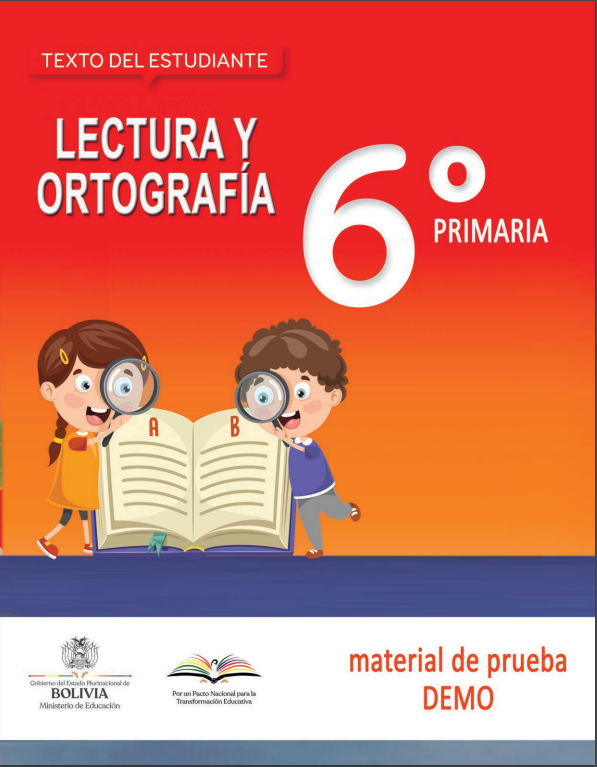 TEXTO DEL ESTUDIANTE
LECTURA Y
ORTOGRAFÍA
6º
PRIMARIA
A
B
Gobierno del Estado Plurinacional de
BOLIVIA
Ministerio de Educación
Por un Pacto Nacional para la
Transformación Educativa
material de prueba
DEMO